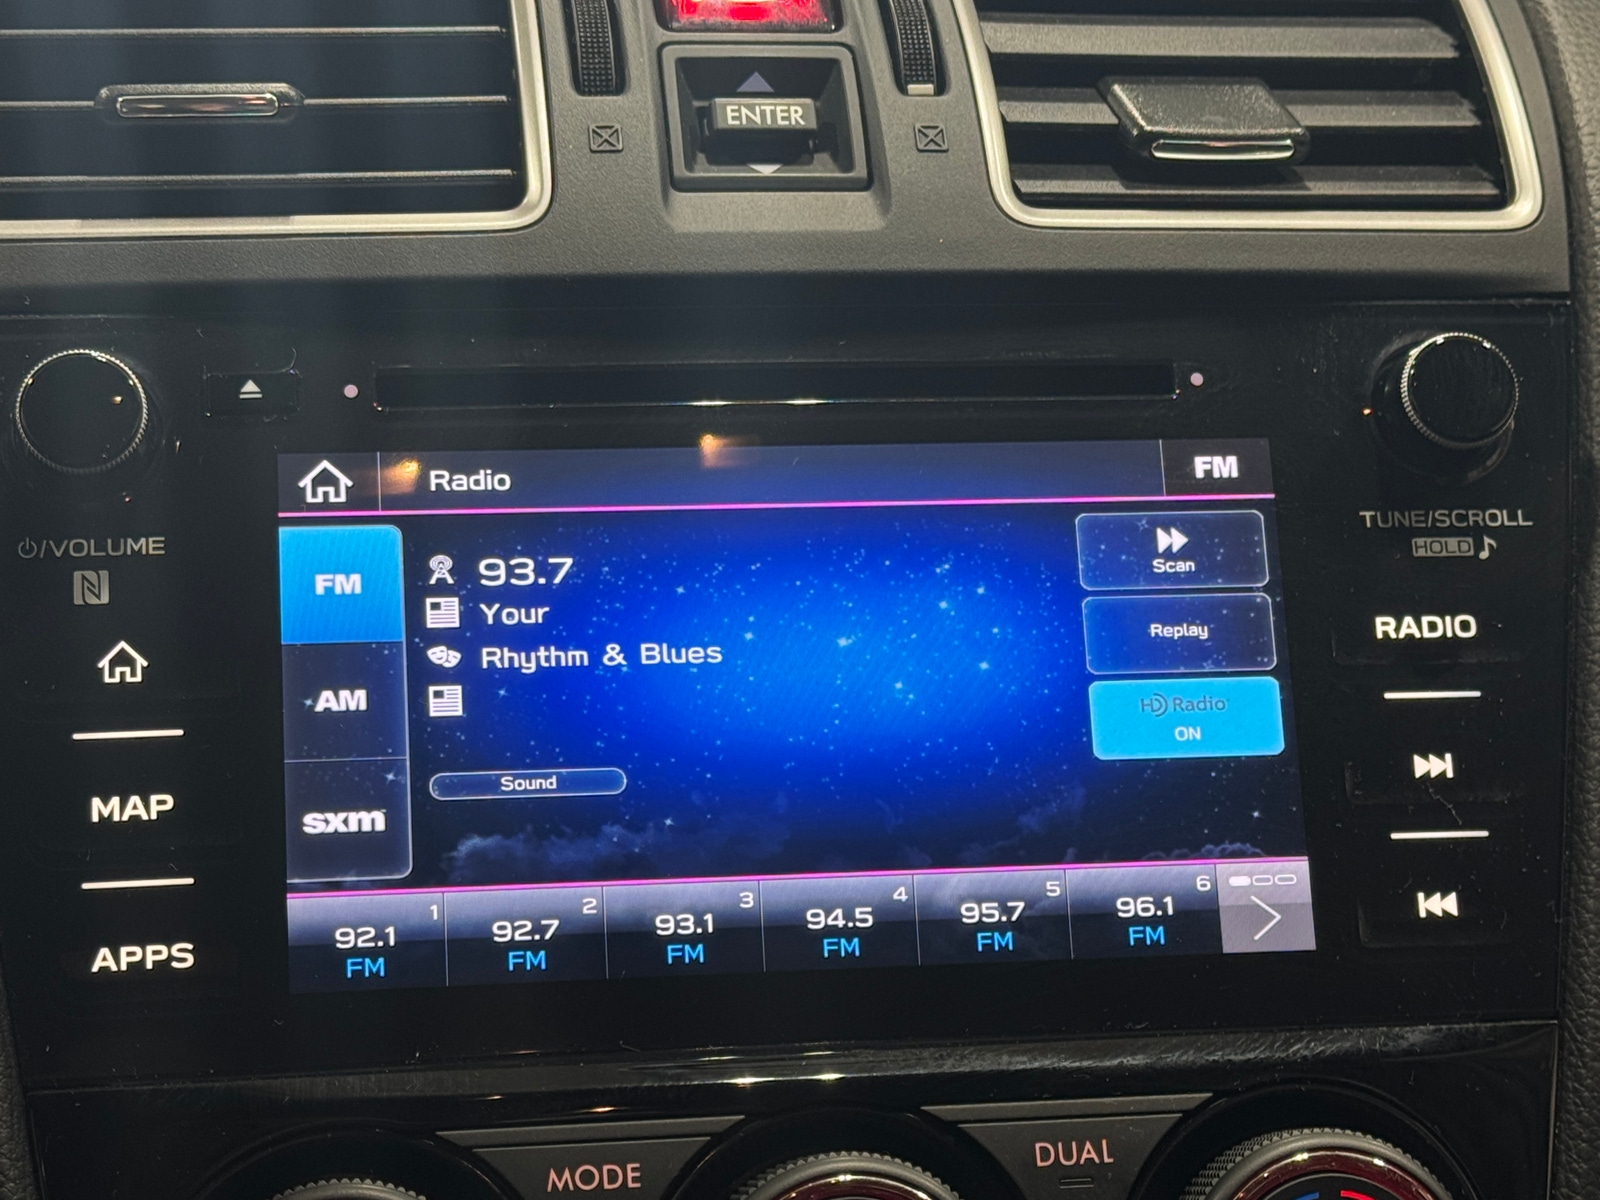 ENTER
Radio
FM
⏻/VOLUME
TUNE/SCROLL
HOLD
FM
93.7
Scan
Your
Replay
RADIO
Rhythm & Blues
AM
HD Radio
ON
Sound
MAP
sxm
1
2
3
4
5
6
92.1
92.7
93.1
94.5
95.7
96.1
FM
FM
FM
FM
FM
FM
APPS
MODE
DUAL